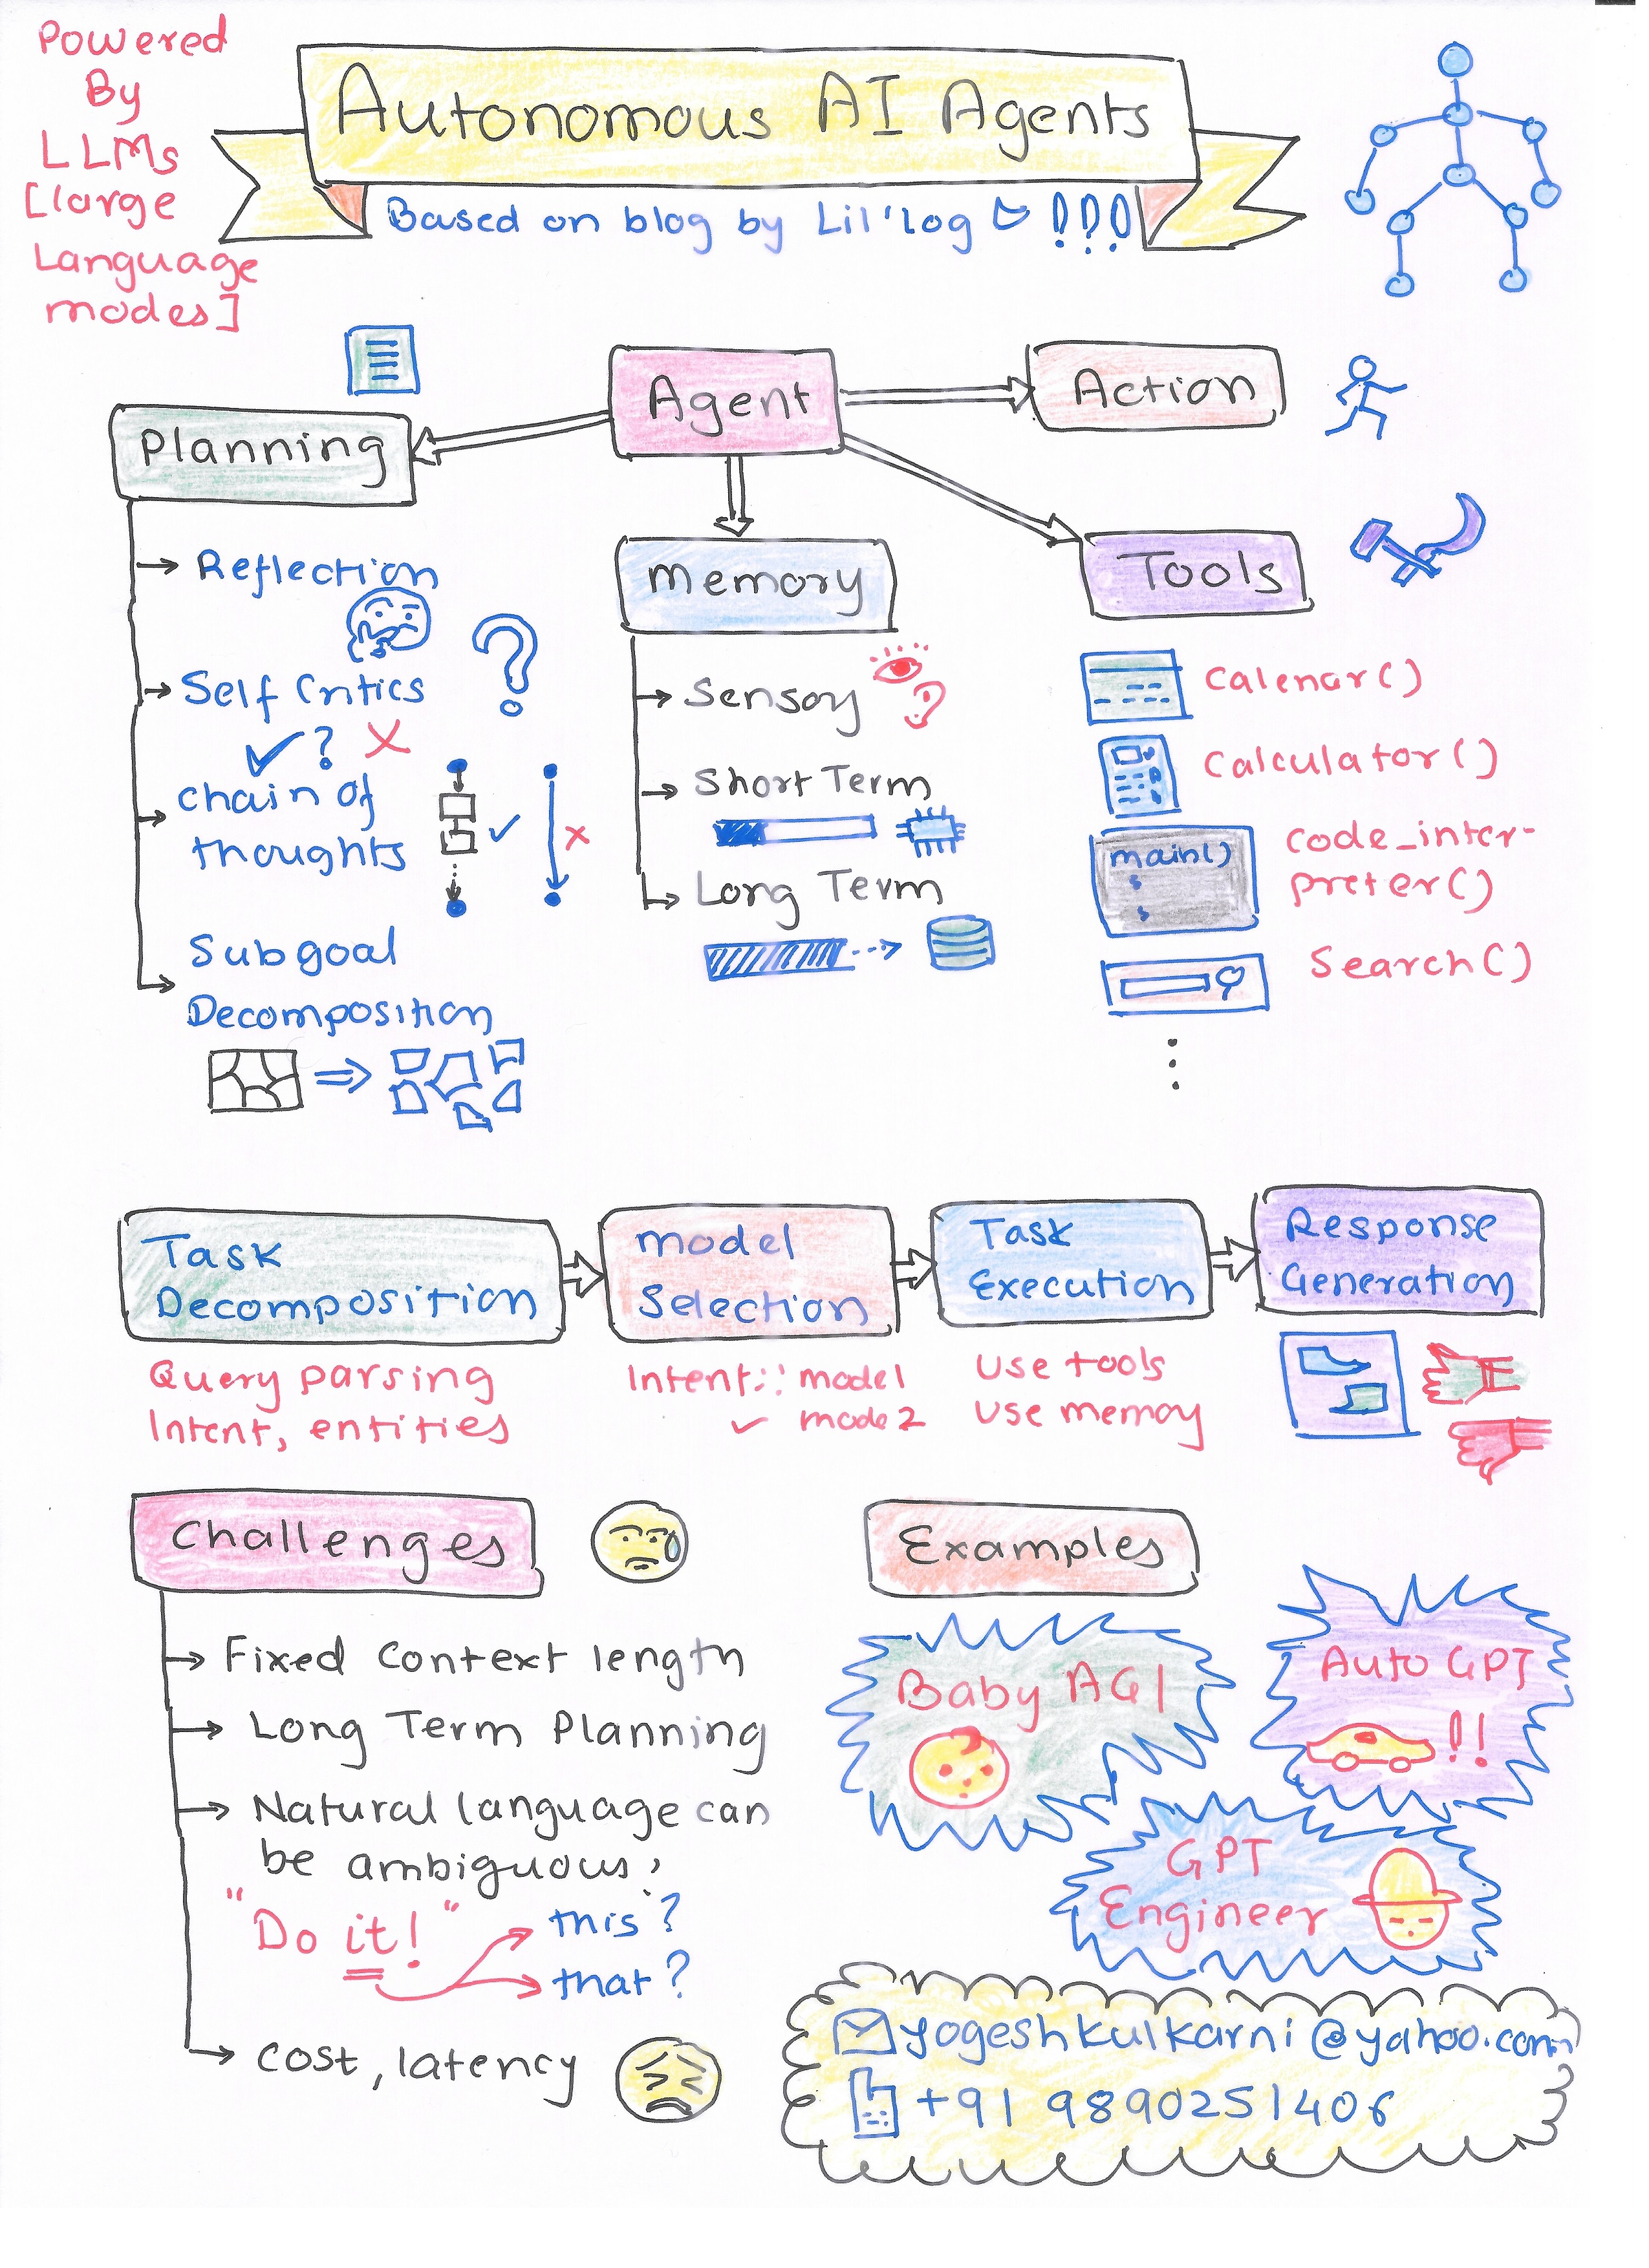 Powered
By
LLMs
[large
Language
modes]
Autonomous AI Agents
Based on blog by Lil'log !!!
Agent
Action
Planning
Reflection
?
Self Critics
✓ ? ✗
Chain of
thoughts
✓ ✗
Subgoal
Decomposition
Memory
Sensory
Short Term
Long Term
Tools
Calenar()
Calculator()
main()
code_inter-
preter()
Search()
Task
Decomposition
Model
Selection
Task
Execution
Response
Generation
Query parsing
Intent, entities
Intent:: model
✓ mode2
Use tools
Use memoy
Challenges
Fixed Context length
Long Term Planning
Natural language can
be ambiguous,
"Do it!"
this?
that?
Cost, latency
Examples
Baby AGI
Auto GPT
!!
GPT
Engineer
yogeshkulkarni@yahoo.com
+91 9890251406